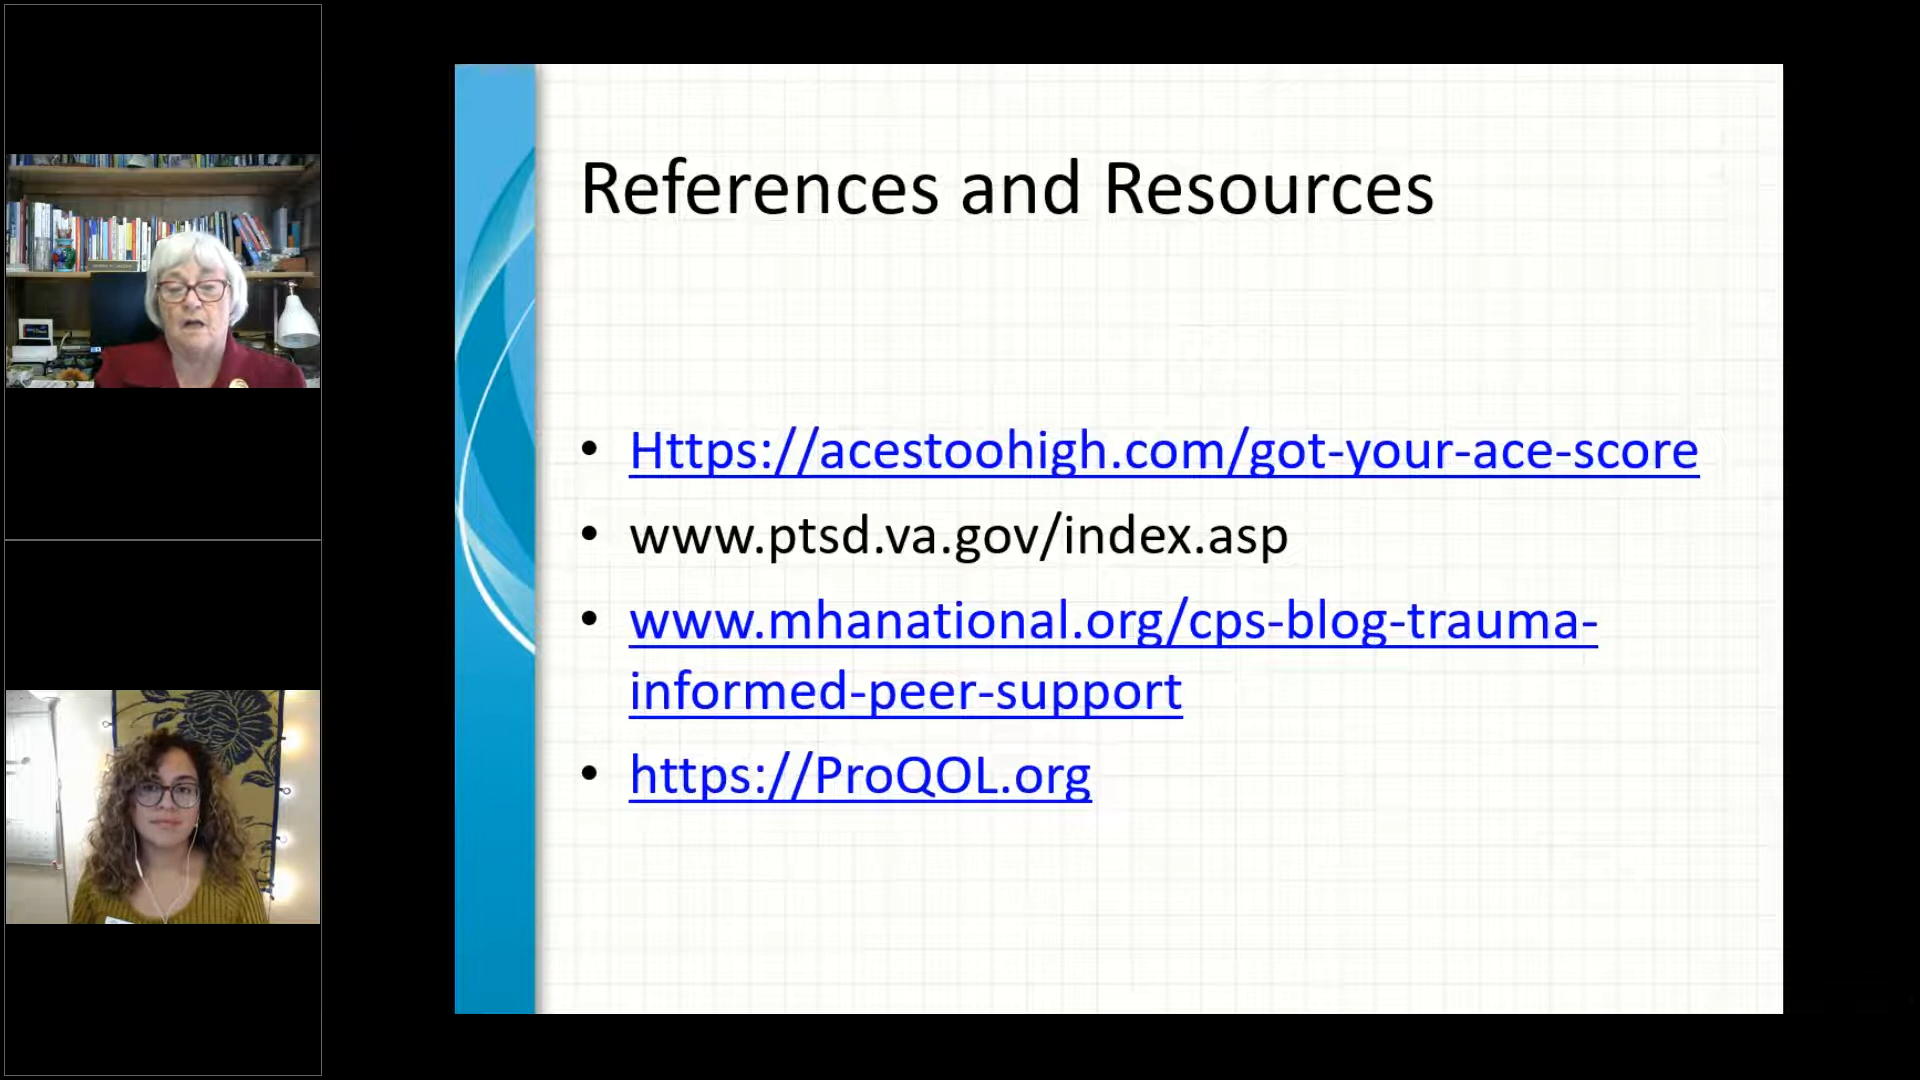 References and Resources
• Https://acestoohigh.com/got-your-ace-score
• www.ptsd.va.gov/index.asp
• www.mhanational.org/cps-blog-trauma-
informed-peer-support
• https://ProQOL.org